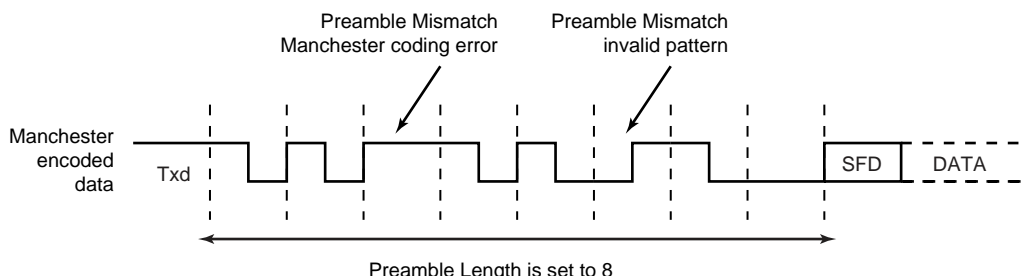 Preamble Mismatch
Manchester coding error
Preamble Mismatch
invalid pattern
Manchester
encoded
data
Txd
SFD
DATA
Preamble Length is set to 8